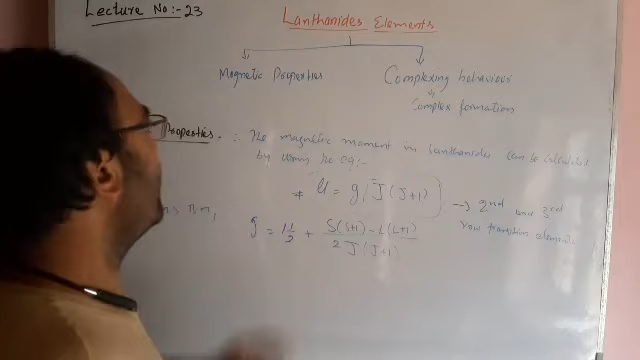 Lecture No:- 23
Lanthanides Elements
Magnetic Properties
Complexing behaviour
Complex formation
Properties. :: The magnetic moment in lanthanides can be calculated
by using the eq:-
μ = g√J(J+1)
→ 2nd and 3rd
row transition elements
g = 1 1/2 + S(S+1) - L(L+1) / 2J(J+1)